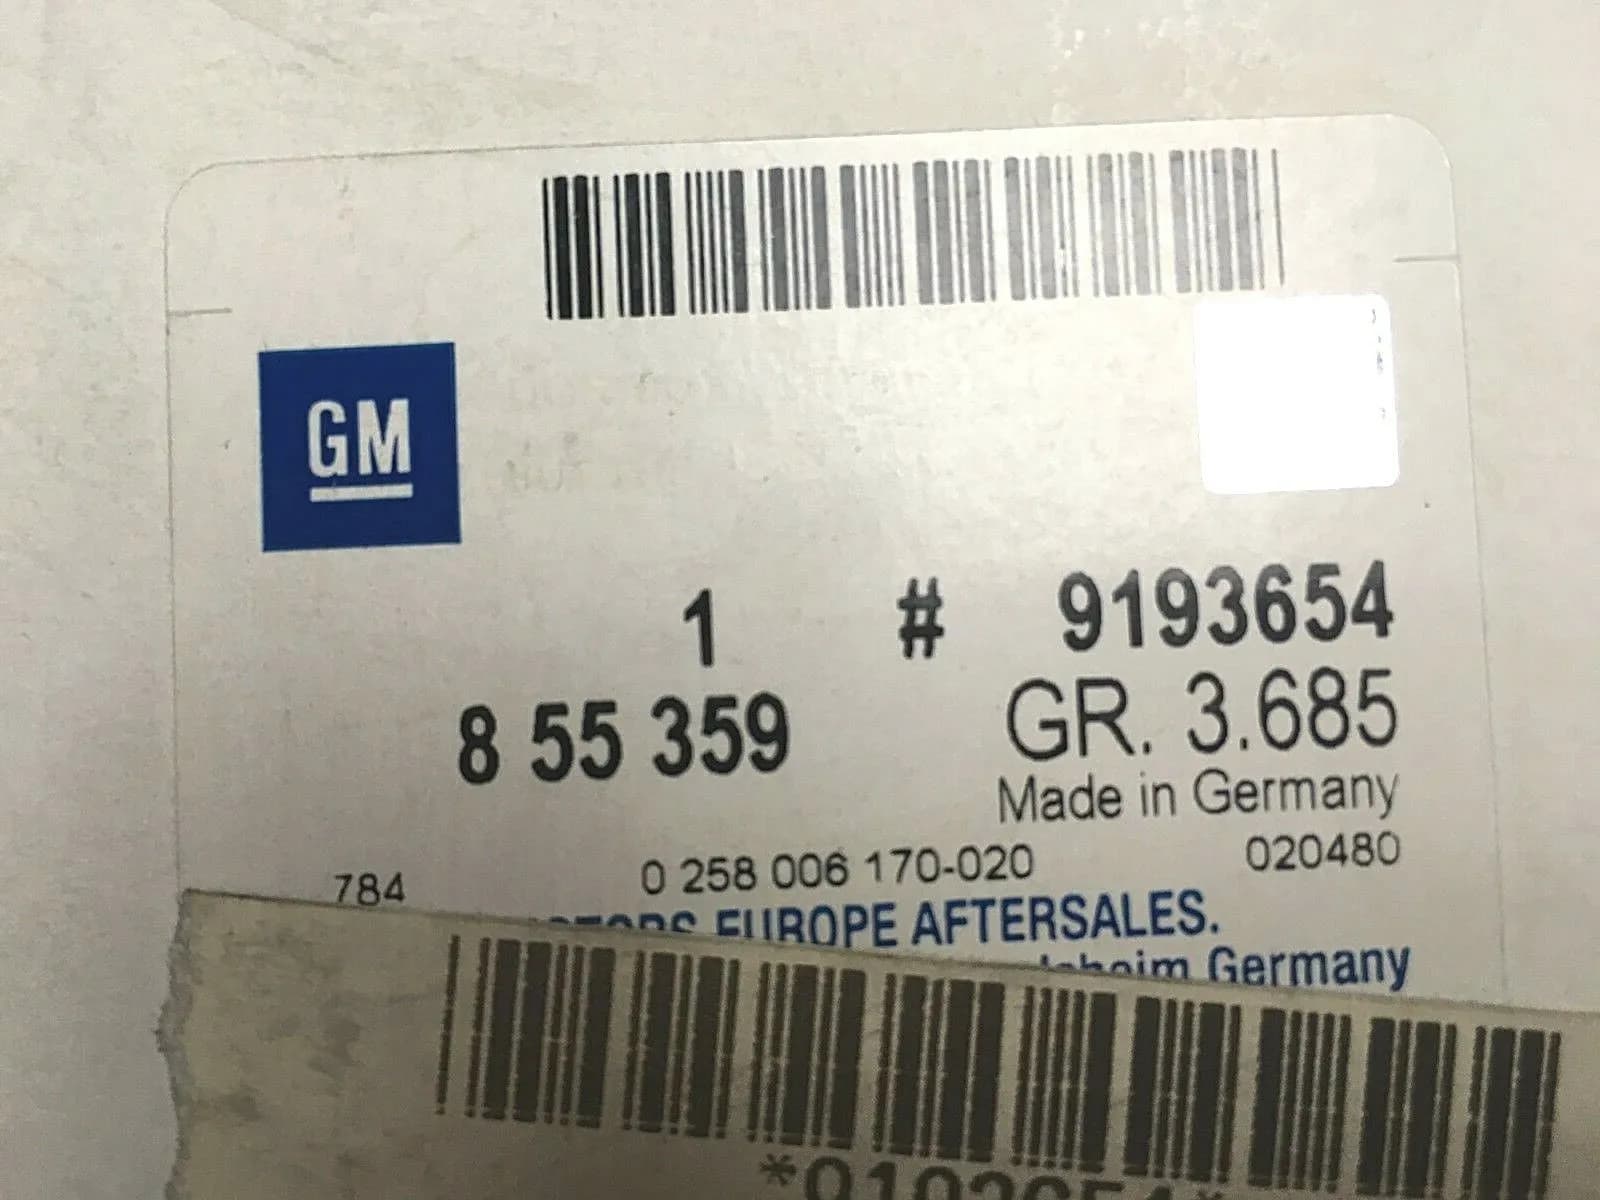 GM
1 # 9193654
8 55 359 GR. 3.685
Made in Germany
784 0 258 006 170-020 020480
EUROPE AFTERSALES.
Germany